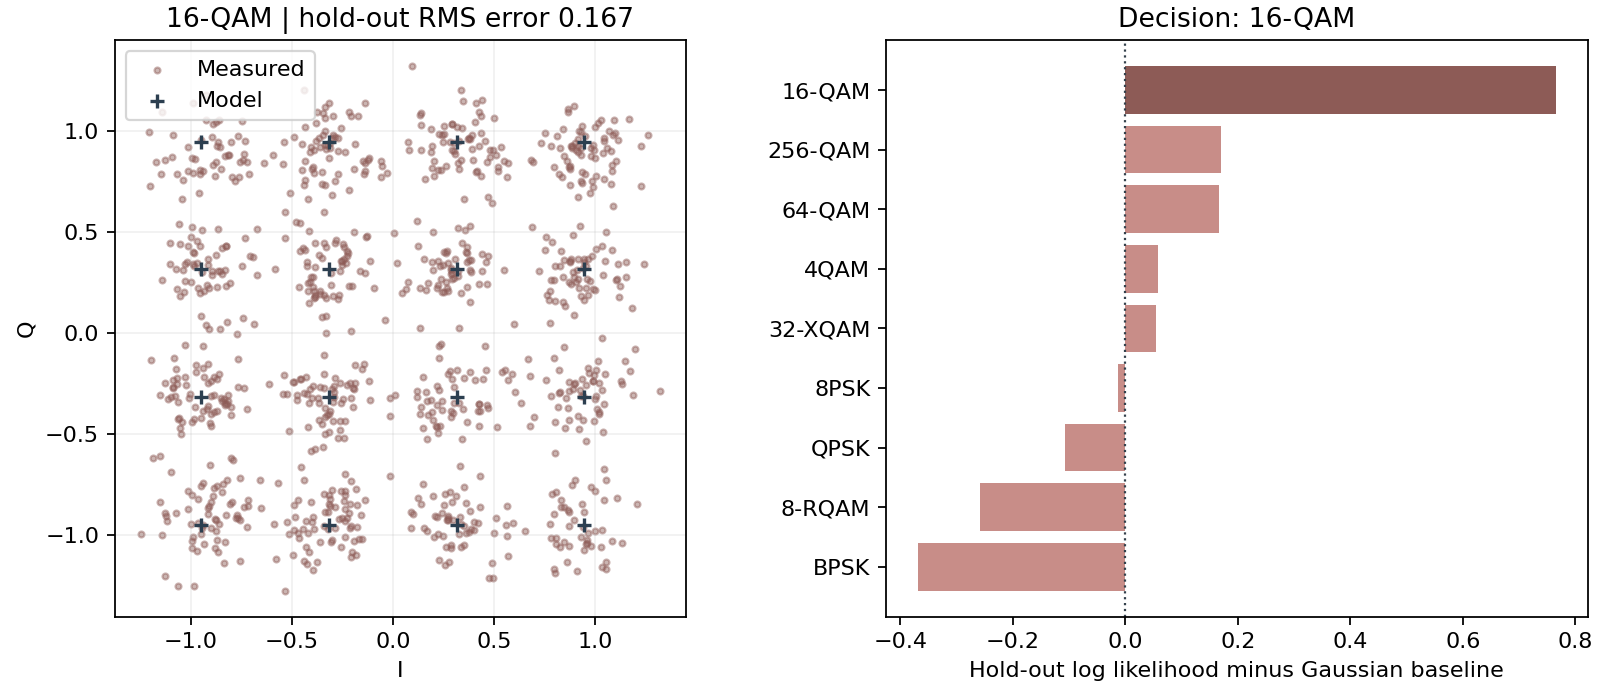 16-QAM | hold-out RMS error 0.167
Measured
Model
1.0
0.5
0.0
−0.5
−1.0
Q
−1.0
−0.5
0.0
0.5
1.0
I
Decision: 16-QAM
16-QAM
256-QAM
64-QAM
4QAM
32-XQAM
8PSK
QPSK
8-RQAM
BPSK
−0.4
−0.2
0.0
0.2
0.4
0.6
0.8
Hold-out log likelihood minus Gaussian baseline